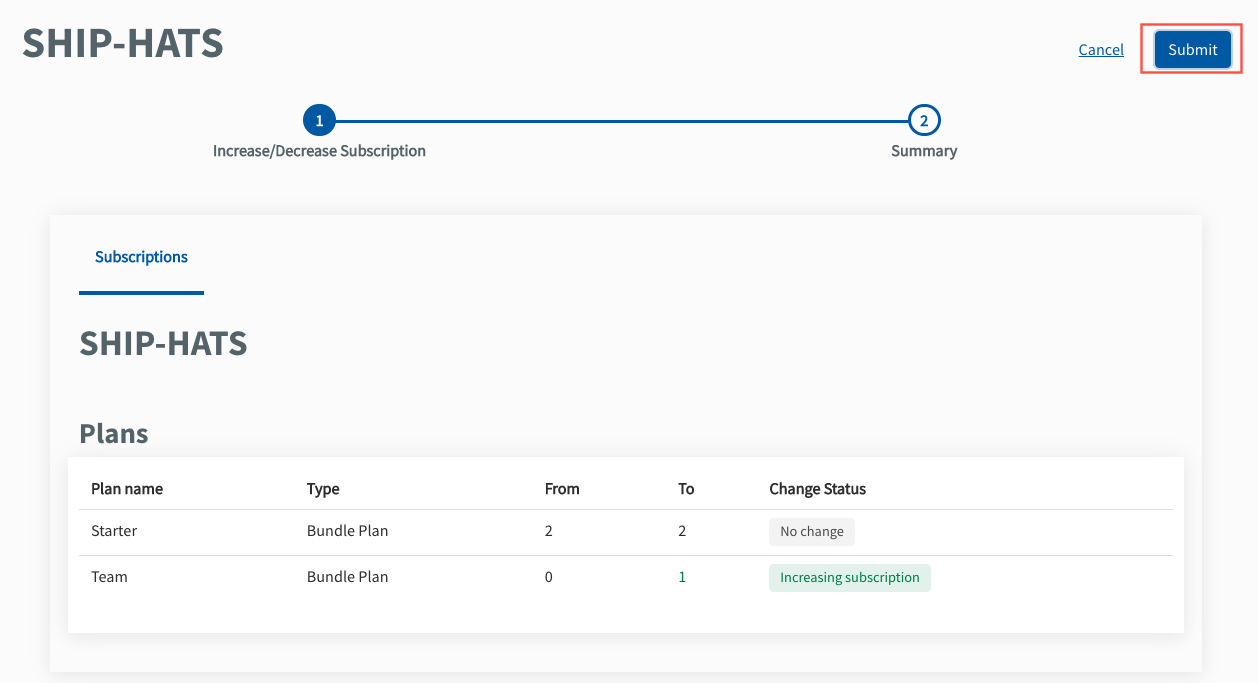 SHIP-HATS
Cancel Submit
1 2
Increase/Decrease Subscription Summary
Subscriptions
SHIP-HATS
Plans
Plan name Type From To Change Status
Starter Bundle Plan 2 2 No change
Team Bundle Plan 0 1 Increasing subscription